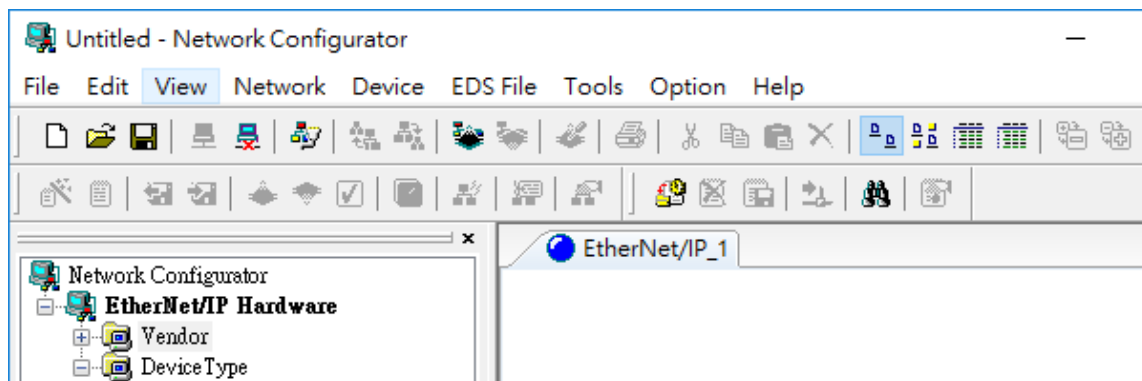 Untitled - Network Configurator
File Edit View Network Device EDS File Tools Option Help
EtherNet/IP_1
Network Configurator
EtherNet/IP Hardware
Vendor
DeviceType